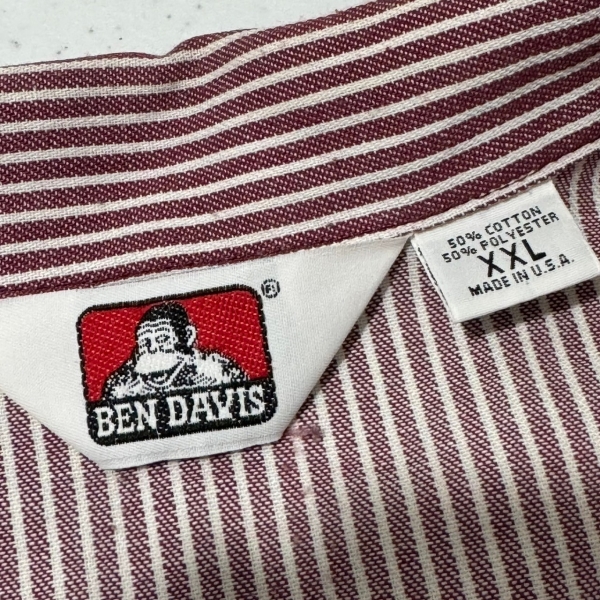 BEN DAVIS
®
50% COTTON
50% POLYESTER
XXL
MADE IN U.S.A.